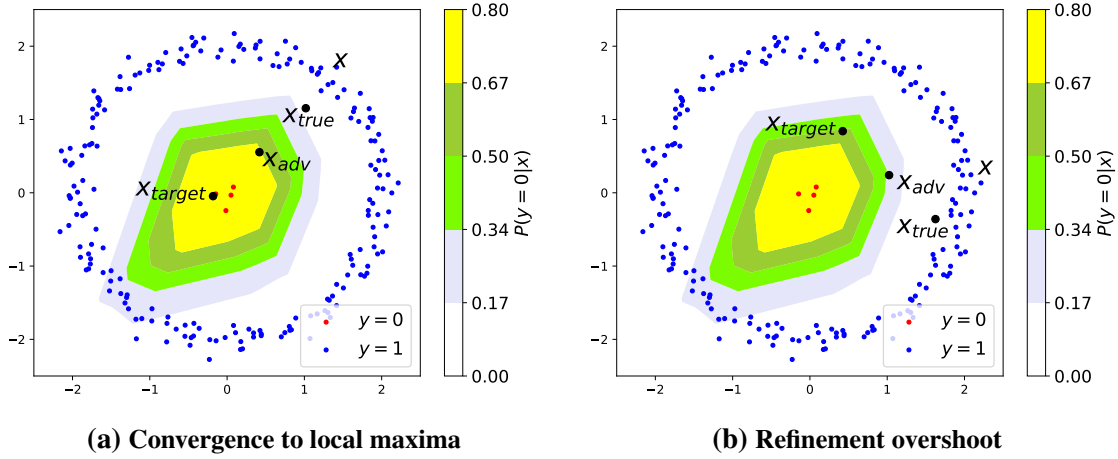 2
1
0
−1
−2
−2
−1
0
1
2
x
x_true
x_adv
x_target
y = 0
y = 1
0.80
0.67
0.50
0.34
0.17
0.00
P(y = 0|x)
(a) Convergence to local maxima
2
1
0
−1
−2
−2
−1
0
1
2
x_target
x
x_adv
x_true
y = 0
y = 1
0.80
0.67
0.50
0.34
0.17
0.00
P(y = 0|x)
(b) Refinement overshoot